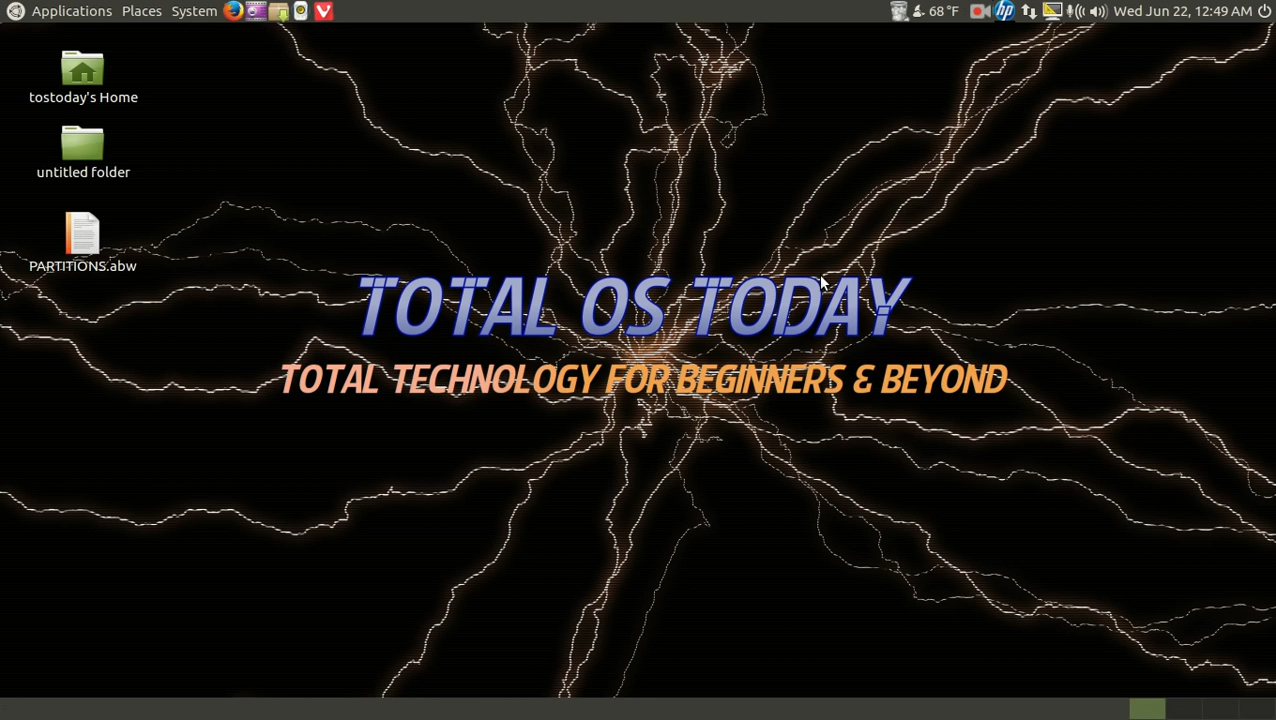 Applications Places System 68 °F Wed Jun 22, 12:49 AM
tostoday's Home
untitled folder
PARTITIONS.abw
TOTAL OS TODAY
TOTAL TECHNOLOGY FOR BEGINNERS & BEYOND